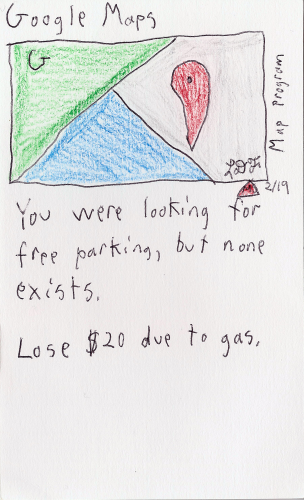 Google Maps
G
Map Program
LDF
2/19
You were looking for
free parking, but none
exists.
Lose $20 due to gas.